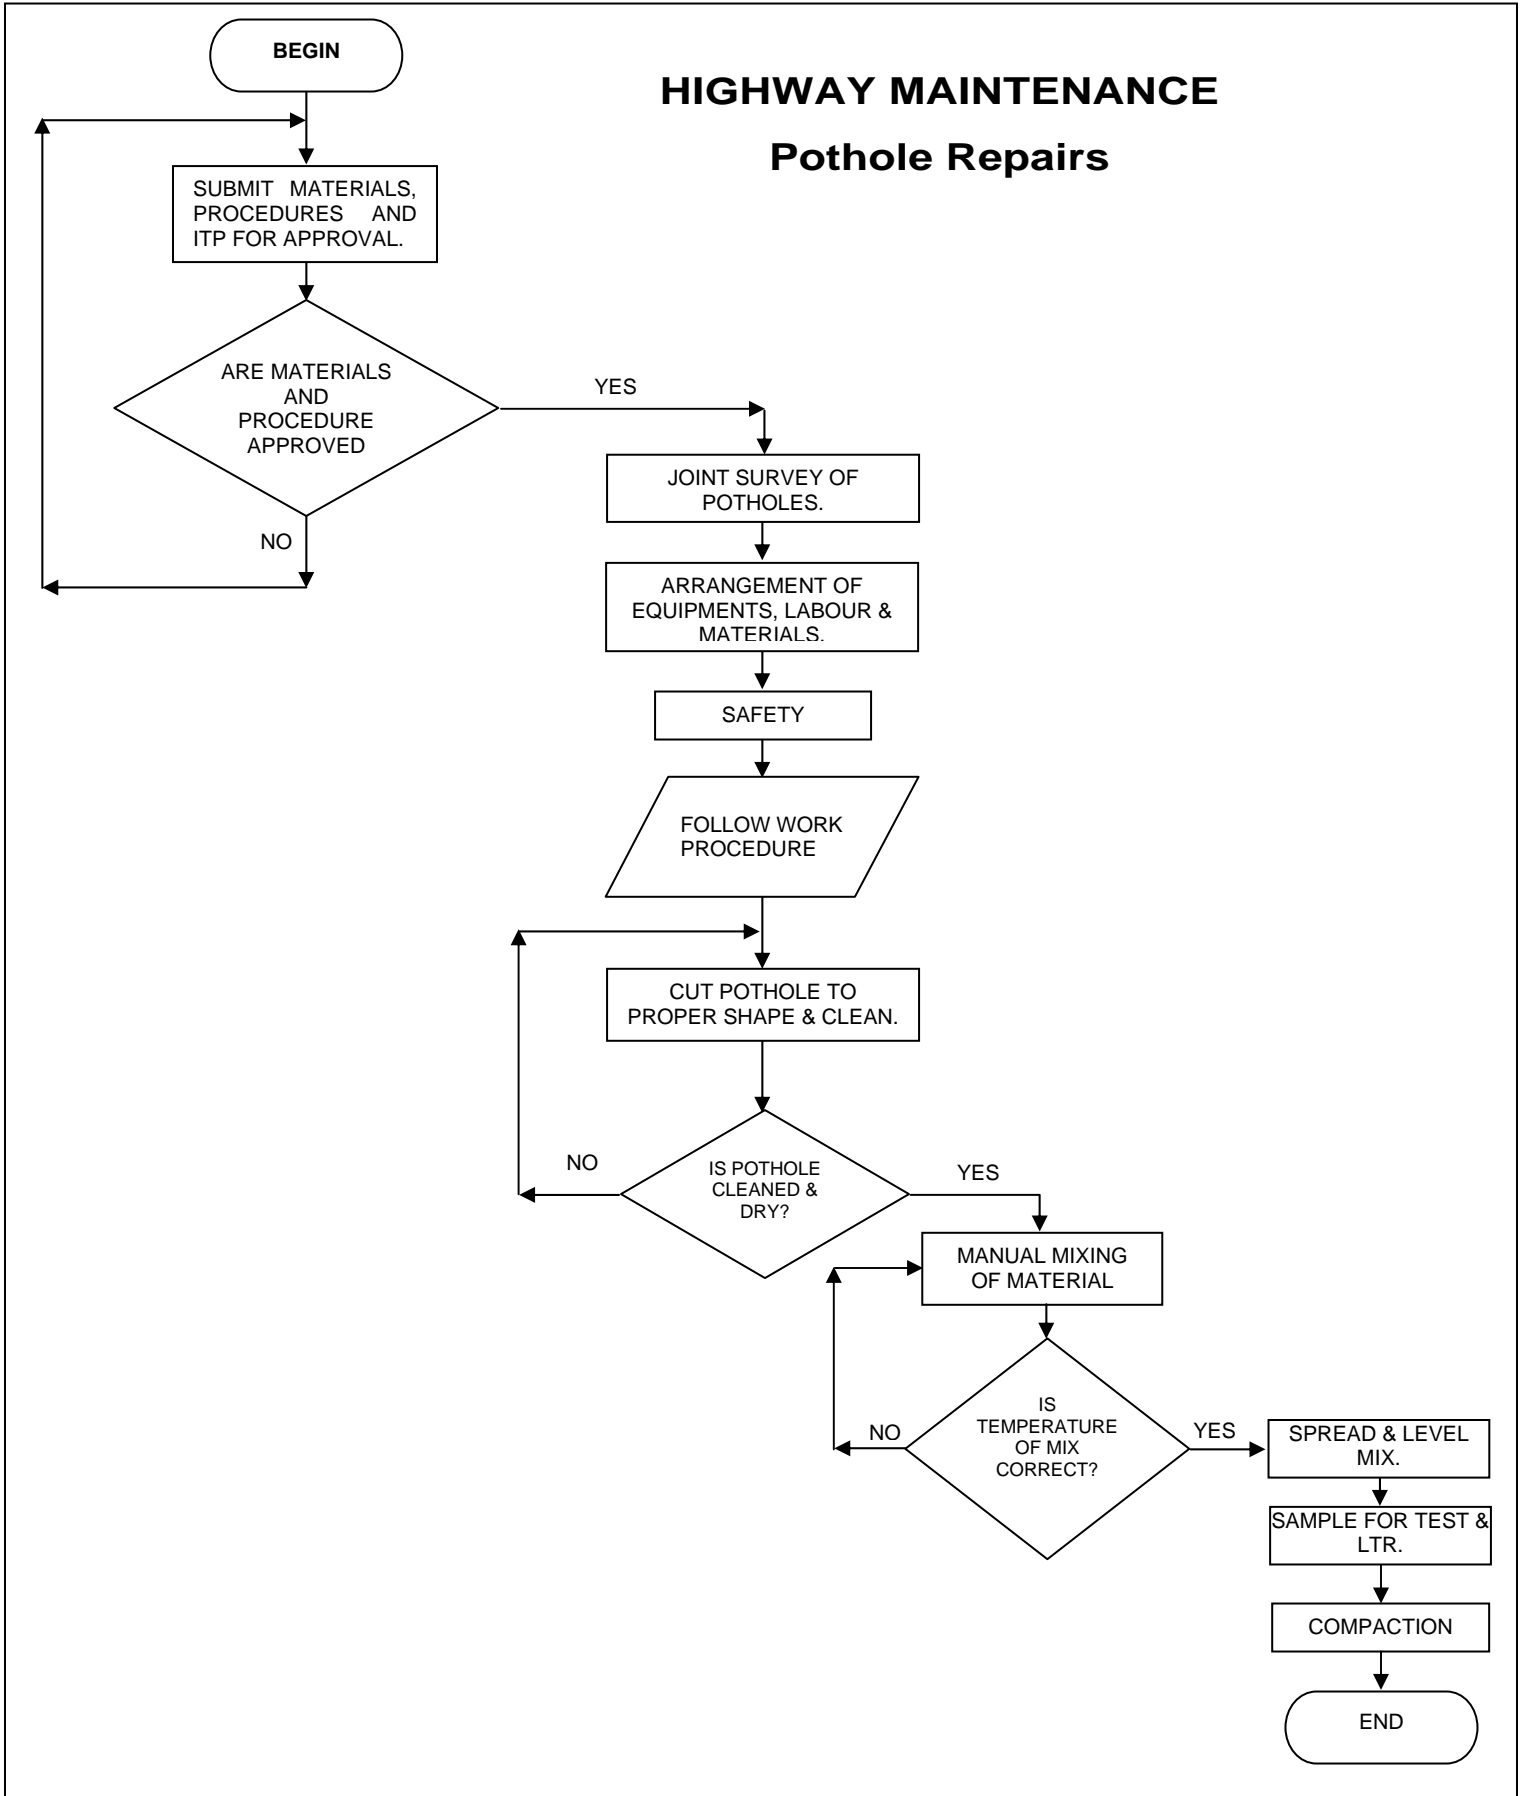 BEGIN
HIGHWAY MAINTENANCE
Pothole Repairs
SUBMIT MATERIALS,
PROCEDURES AND
ITP FOR APPROVAL.
ARE MATERIALS
AND
PROCEDURE
APPROVED
YES
NO
JOINT SURVEY OF
POTHOLES.
ARRANGEMENT OF
EQUIPMENTS, LABOUR &
MATERIALS.
SAFETY
FOLLOW WORK
PROCEDURE
CUT POTHOLE TO
PROPER SHAPE & CLEAN.
IS POTHOLE
CLEANED &
DRY?
NO
YES
MANUAL MIXING
OF MATERIAL
IS
TEMPERATURE
OF MIX
CORRECT?
NO
YES
SPREAD & LEVEL
MIX.
SAMPLE FOR TEST &
LTR.
COMPACTION
END